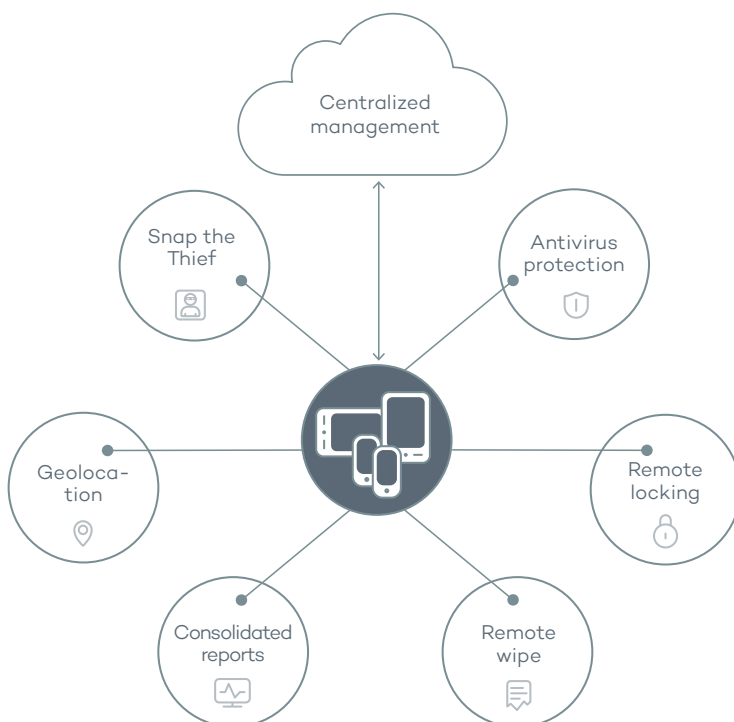 Centralized
management
Snap the
Thief
Antivirus
protection
Geoloca-
tion
Remote
locking
Consolidated
reports
Remote
wipe